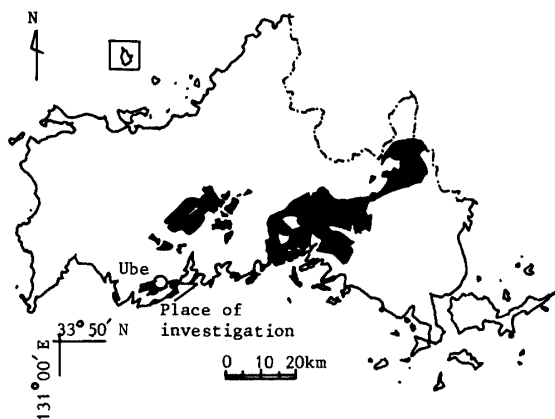 N
Ube
Place of
investigation
33°50′N
131°00′E
0 10 20km